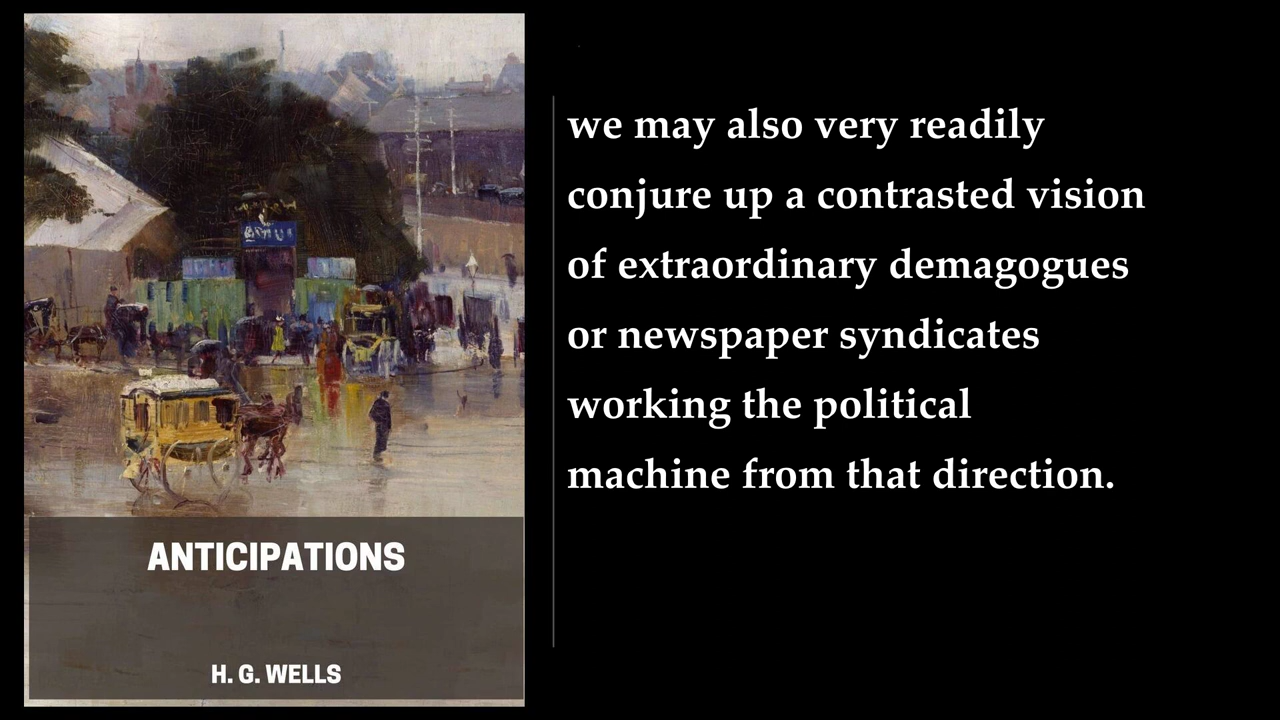 ANTICIPATIONS
H. G. WELLS
we may also very readily
conjure up a contrasted vision
of extraordinary demagogues
or newspaper syndicates
working the political
machine from that direction.